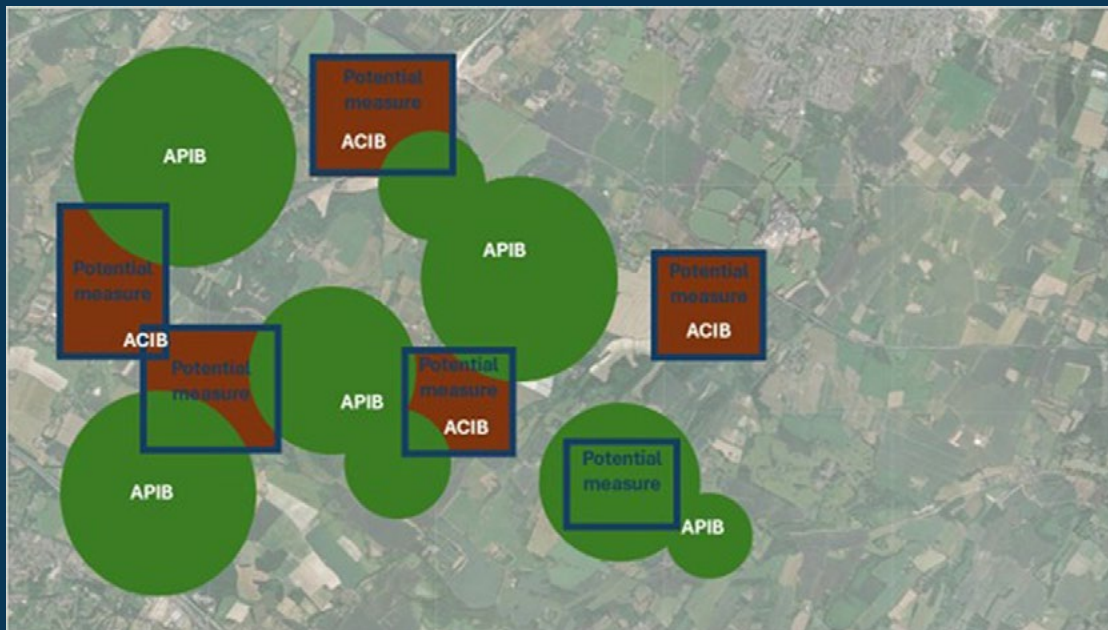 Potential
measure
ACIB
APIB
APIB
Potential
measure
ACIB
Potential
measure
ACIB
Potential
measure
APIB
Potential
measure
ACIB
Potential
measure
APIB
APIB